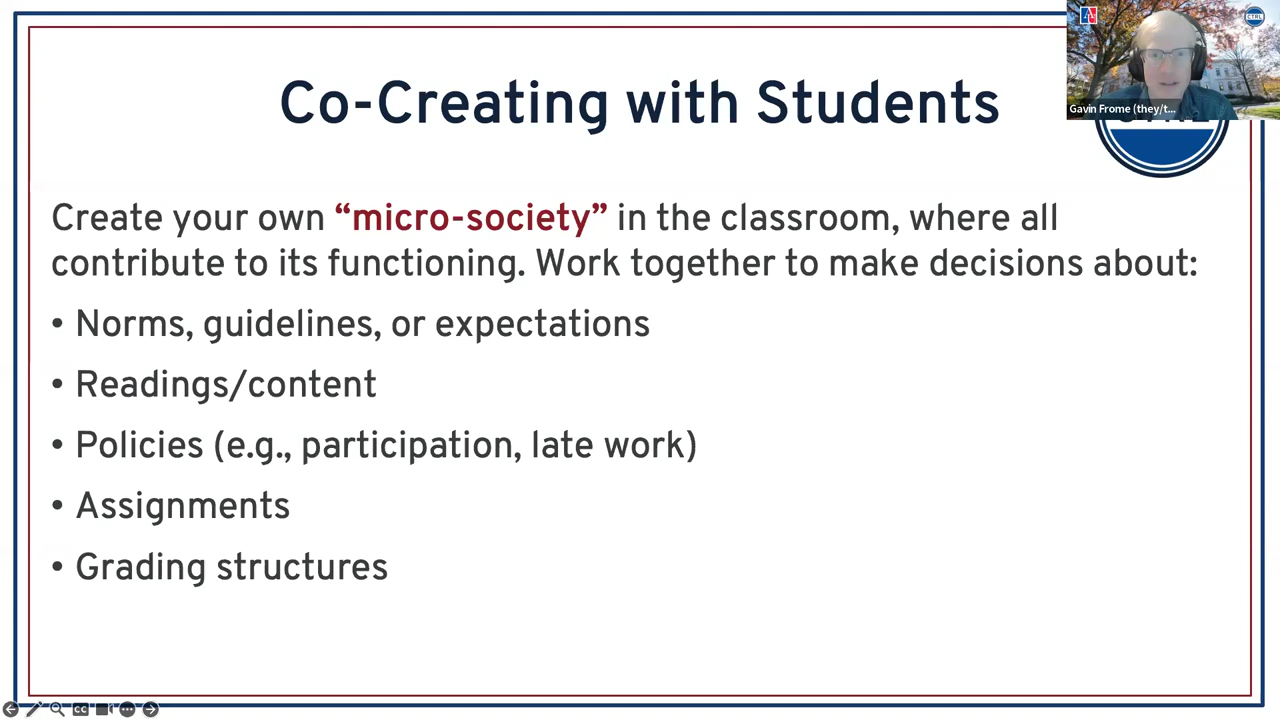 Co-Creating with Students
CTRL
Gavin Frome (they/t...
Create your own “micro-society” in the classroom, where all
contribute to its functioning. Work together to make decisions about:
• Norms, guidelines, or expectations
• Readings/content
• Policies (e.g., participation, late work)
• Assignments
• Grading structures
CC